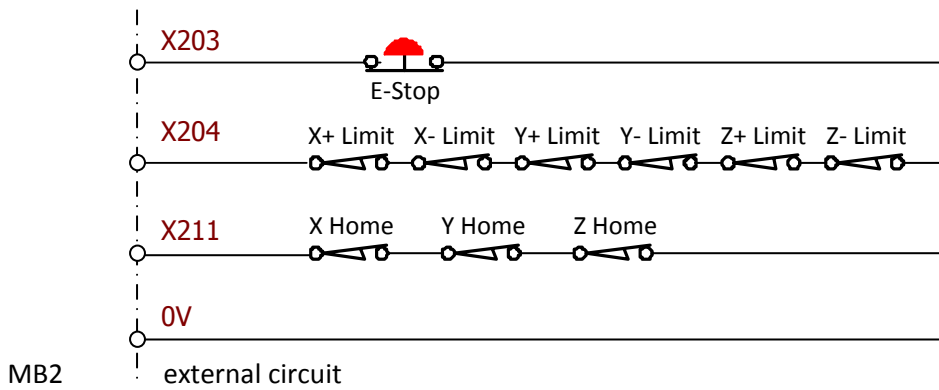 X203
E-Stop
X204
X+ Limit X- Limit Y+ Limit Y- Limit Z+ Limit Z- Limit
X211
X Home Y Home Z Home
0V
MB2 external circuit